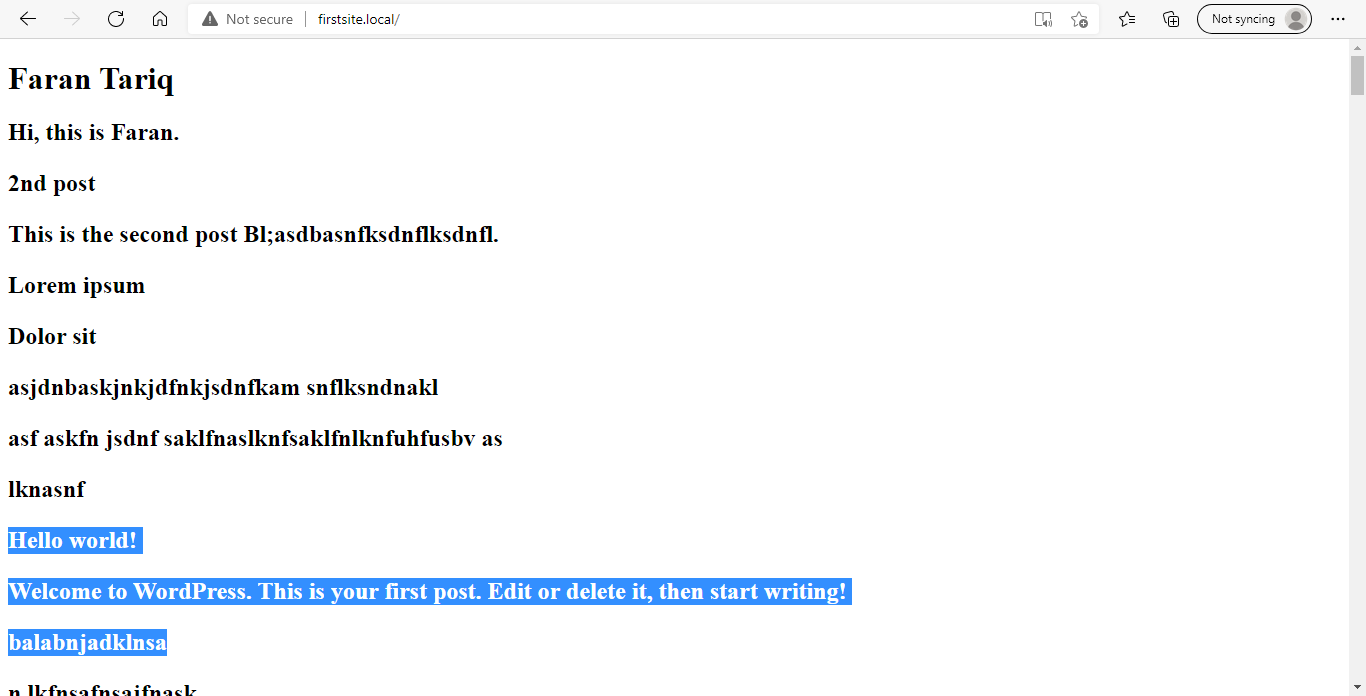 Not secure
firstsite.local/
Not syncing
Faran Tariq
Hi, this is Faran.
2nd post
This is the second post Bl;asdbasnfksdnflksdnfl.
Lorem ipsum
Dolor sit
asjdnbaskjnkjdfnkjsdnfkam snflksndnakl
asf askfn jsdnf saklfnaslknfsaklfnlknfuhfusbv as
lknasnf
Hello world!
Welcome to WordPress. This is your first post. Edit or delete it, then start writing!
balabnjadklnsa
n lkfnsafnsaifnask